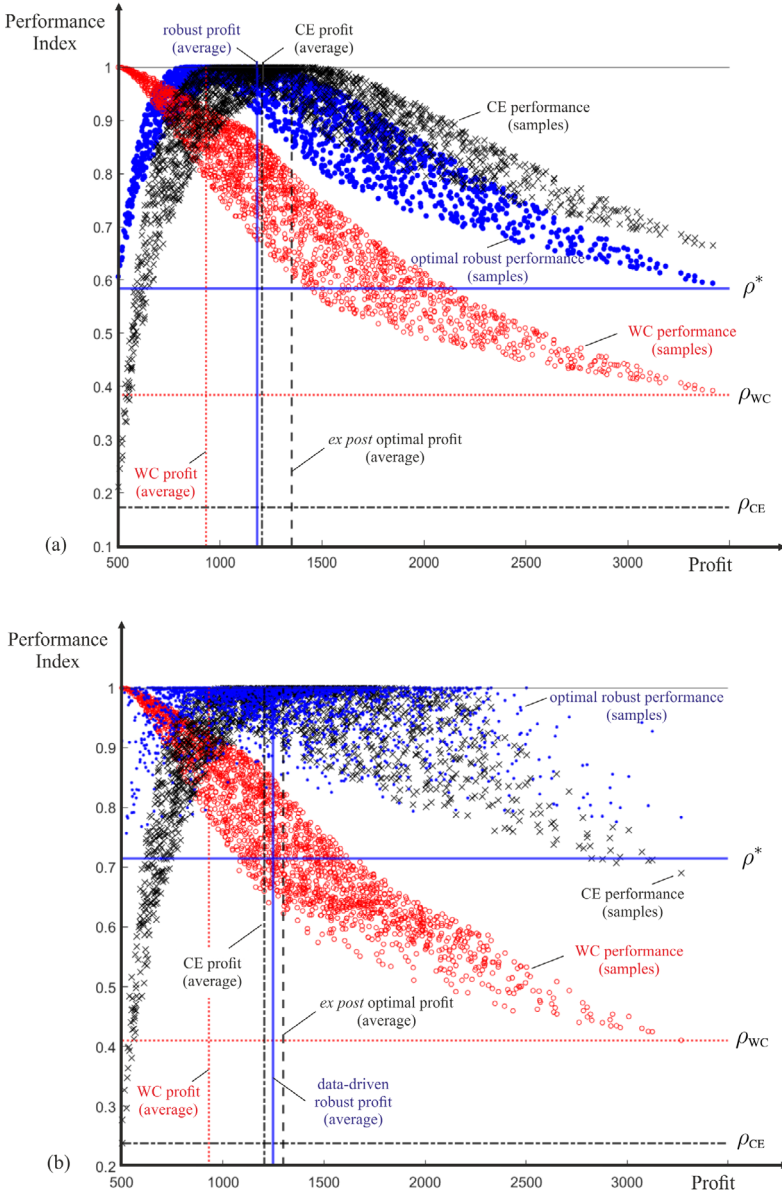 Performance
Index
robust profit
(average)
CE profit
(average)
1
0.9
0.8
0.7
0.6
0.5
0.4
0.3
0.2
0.1
CE performance
(samples)
optimal robust performance
(samples)
WC performance
(samples)
ρ*
ρWC
ρCE
ex post optimal profit
(average)
WC profit
(average)
(a)
500
1000
1500
2000
2500
3000
Profit
Performance
Index
1
0.9
0.8
0.7
0.6
0.5
0.4
0.3
0.2
optimal robust performance
(samples)
ρ*
CE performance
(samples)
WC performance
(samples)
CE profit
(average)
ex post optimal profit
(average)
ρWC
WC profit
(average)
data-driven
robust profit
(average)
ρCE
(b)
500
1000
1500
2000
2500
3000
Profit